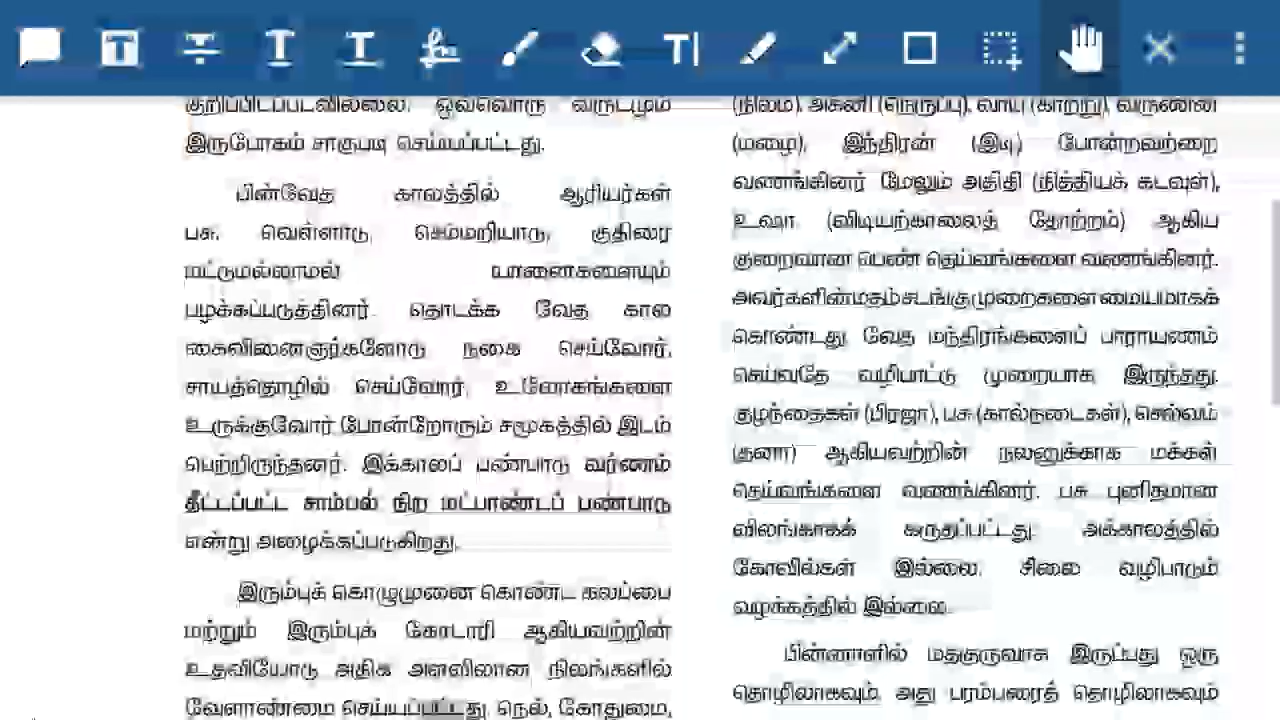 குறிப்பிடப்படவில்லை. ஒவ்வொரு வருடமும்
இருபோகம் சாகுபடி செய்யப்பட்டது.
பின்வேத காலத்தில் ஆரியர்கள்
பசு, வெள்ளாடு, செம்மறியாடு, குதிரை
மட்டுமல்லாமல் யானைகளையும்
பழக்கப்படுத்தினர். தொடக்க வேத கால
கைவினைஞர்களோடு நகை செய்வோர்,
சாயத்தொழில் செய்வோர், உலோகங்களை
உருக்குவோர் போன்றோரும் சமூகத்தில் இடம்
பெற்றிருந்தனர். இக்காலப் பண்பாடு வர்ணம்
தீட்டப்பட்ட சாம்பல் நிற மட்பாண்டப் பண்பாடு
என்று அழைக்கப்படுகிறது.
இரும்புக் கொழுமுனை கொண்ட கலப்பை
மற்றும் இரும்புக் கோடாரி ஆகியவற்றின்
உதவியோடு அதிக அளவிலான நிலங்களில்
வேளாண்மை செய்யப்பட்டது. நெல், கோதுமை,
(நிலம்), அக்னி (நெருப்பு), வாயு (காற்று), வருணன்
(மழை), இந்திரன் (இடி) போன்றவற்றை
வணங்கினர் மேலும் அதிதி (நித்தியக் கடவுள்),
உஷா (விடியற்காலைத் தோற்றம்) ஆகிய
குறைவான பெண் தெய்வங்களை வணங்கினர்.
அவர்களின் மதம் சடங்குமுறைகளை மையமாகக்
கொண்டது. வேத மந்திரங்களைப் பாராயணம்
செய்வதே வழிபாட்டு முறையாக இருந்தது.
குழந்தைகள் (பிரஜா), பசு (கால்நடைகள்), செல்வம்
(தனா) ஆகியவற்றின் நலனுக்காக மக்கள்
தெய்வங்களை வணங்கினர். பசு புனிதமான
விலங்காகக் கருதப்பட்டது. அக்காலத்தில்
கோவில்கள் இல்லை. சிலை வழிபாடும்
வழக்கத்தில் இல்லை.
பின்னாளில் மதகுருவாக இருப்பது ஒரு
தொழிலாகவும், அது பரம்பரைத் தொழிலாகவும்